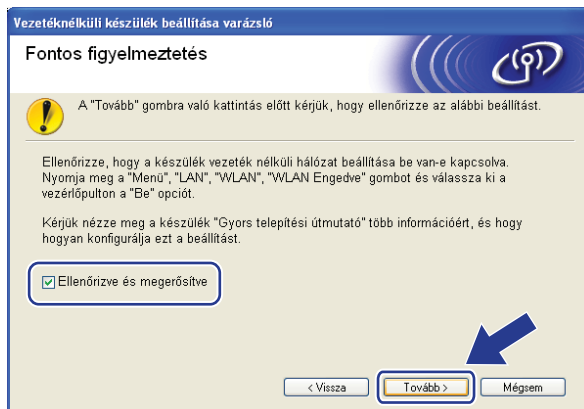 Vezetéknélküli készülék beállítása varázsló
Fontos figyelmeztetés
A "Tovább" gombra való kattintás előtt kérjük, hogy ellenőrizze az alábbi beállítást.
Ellenőrizze, hogy a készülék vezeték nélküli hálózat beállítása be van-e kapcsolva.
Nyomja meg a "Menü", "LAN", "WLAN", "WLAN Engedve" gombot és válassza ki a
vezérlőpulton a "Be" opciót.
Kérjük nézze meg a készülék "Gyors telepítési útmutató" több információért, és hogy
hogyan konfigurálja ezt a beállítást.
Ellenőrizve és megerősítve
< Vissza Tovább > Mégsem